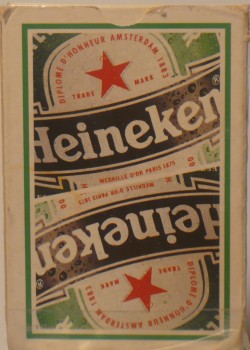 DIPLOME D'HONNEUR AMSTERDAM 1883
TRADE MARK
Heineken
MEDAILLE D'OR PARIS 1875
MEDAILLE D'OR PARIS 1875
Heineken
TRADE MARK
DIPLOME D'HONNEUR AMSTERDAM 1883